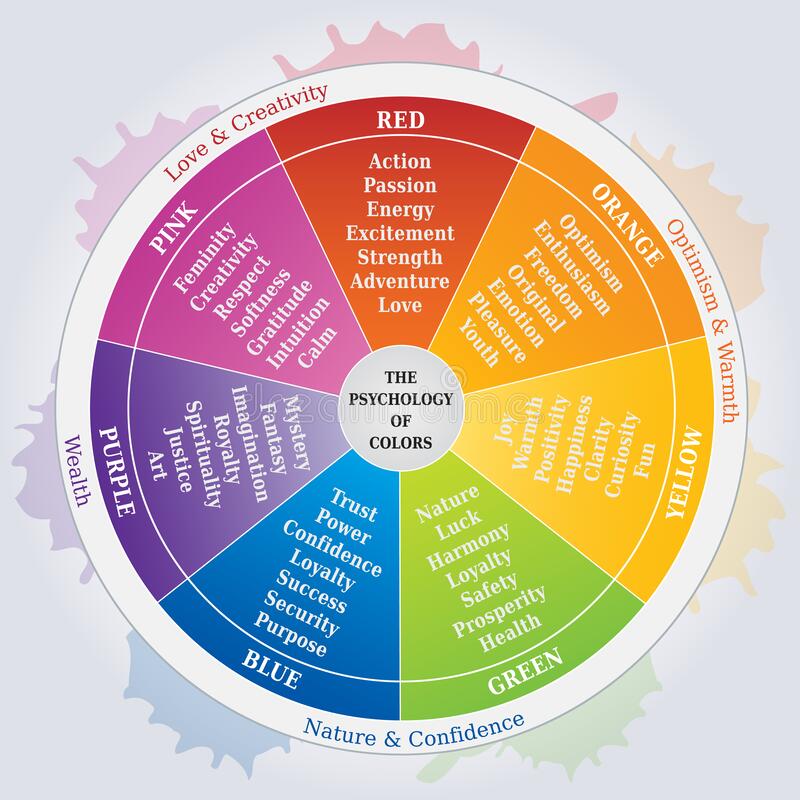 THE
PSYCHOLOGY
OF
COLORS
Love & Creativity
RED
Action
Passion
Energy
Excitement
Strength
Adventure
Love
Optimism & Warmth
ORANGE
Optimism
Enthusiasm
Freedom
Original
Emotion
Pleasure
Youth
YELLOW
Joy
Warmth
Positivity
Happiness
Clarity
Curiosity
Fun
GREEN
Nature
Luck
Harmony
Loyalty
Safety
Prosperity
Health
Nature & Confidence
BLUE
Trust
Power
Confidence
Loyalty
Success
Security
Purpose
Wealth
PURPLE
Mystery
Fantasy
Imagination
Royalty
Spirituality
Justice
Art
PINK
Feminity
Creativity
Respect
Softness
Gratitude
Intuition
Calm